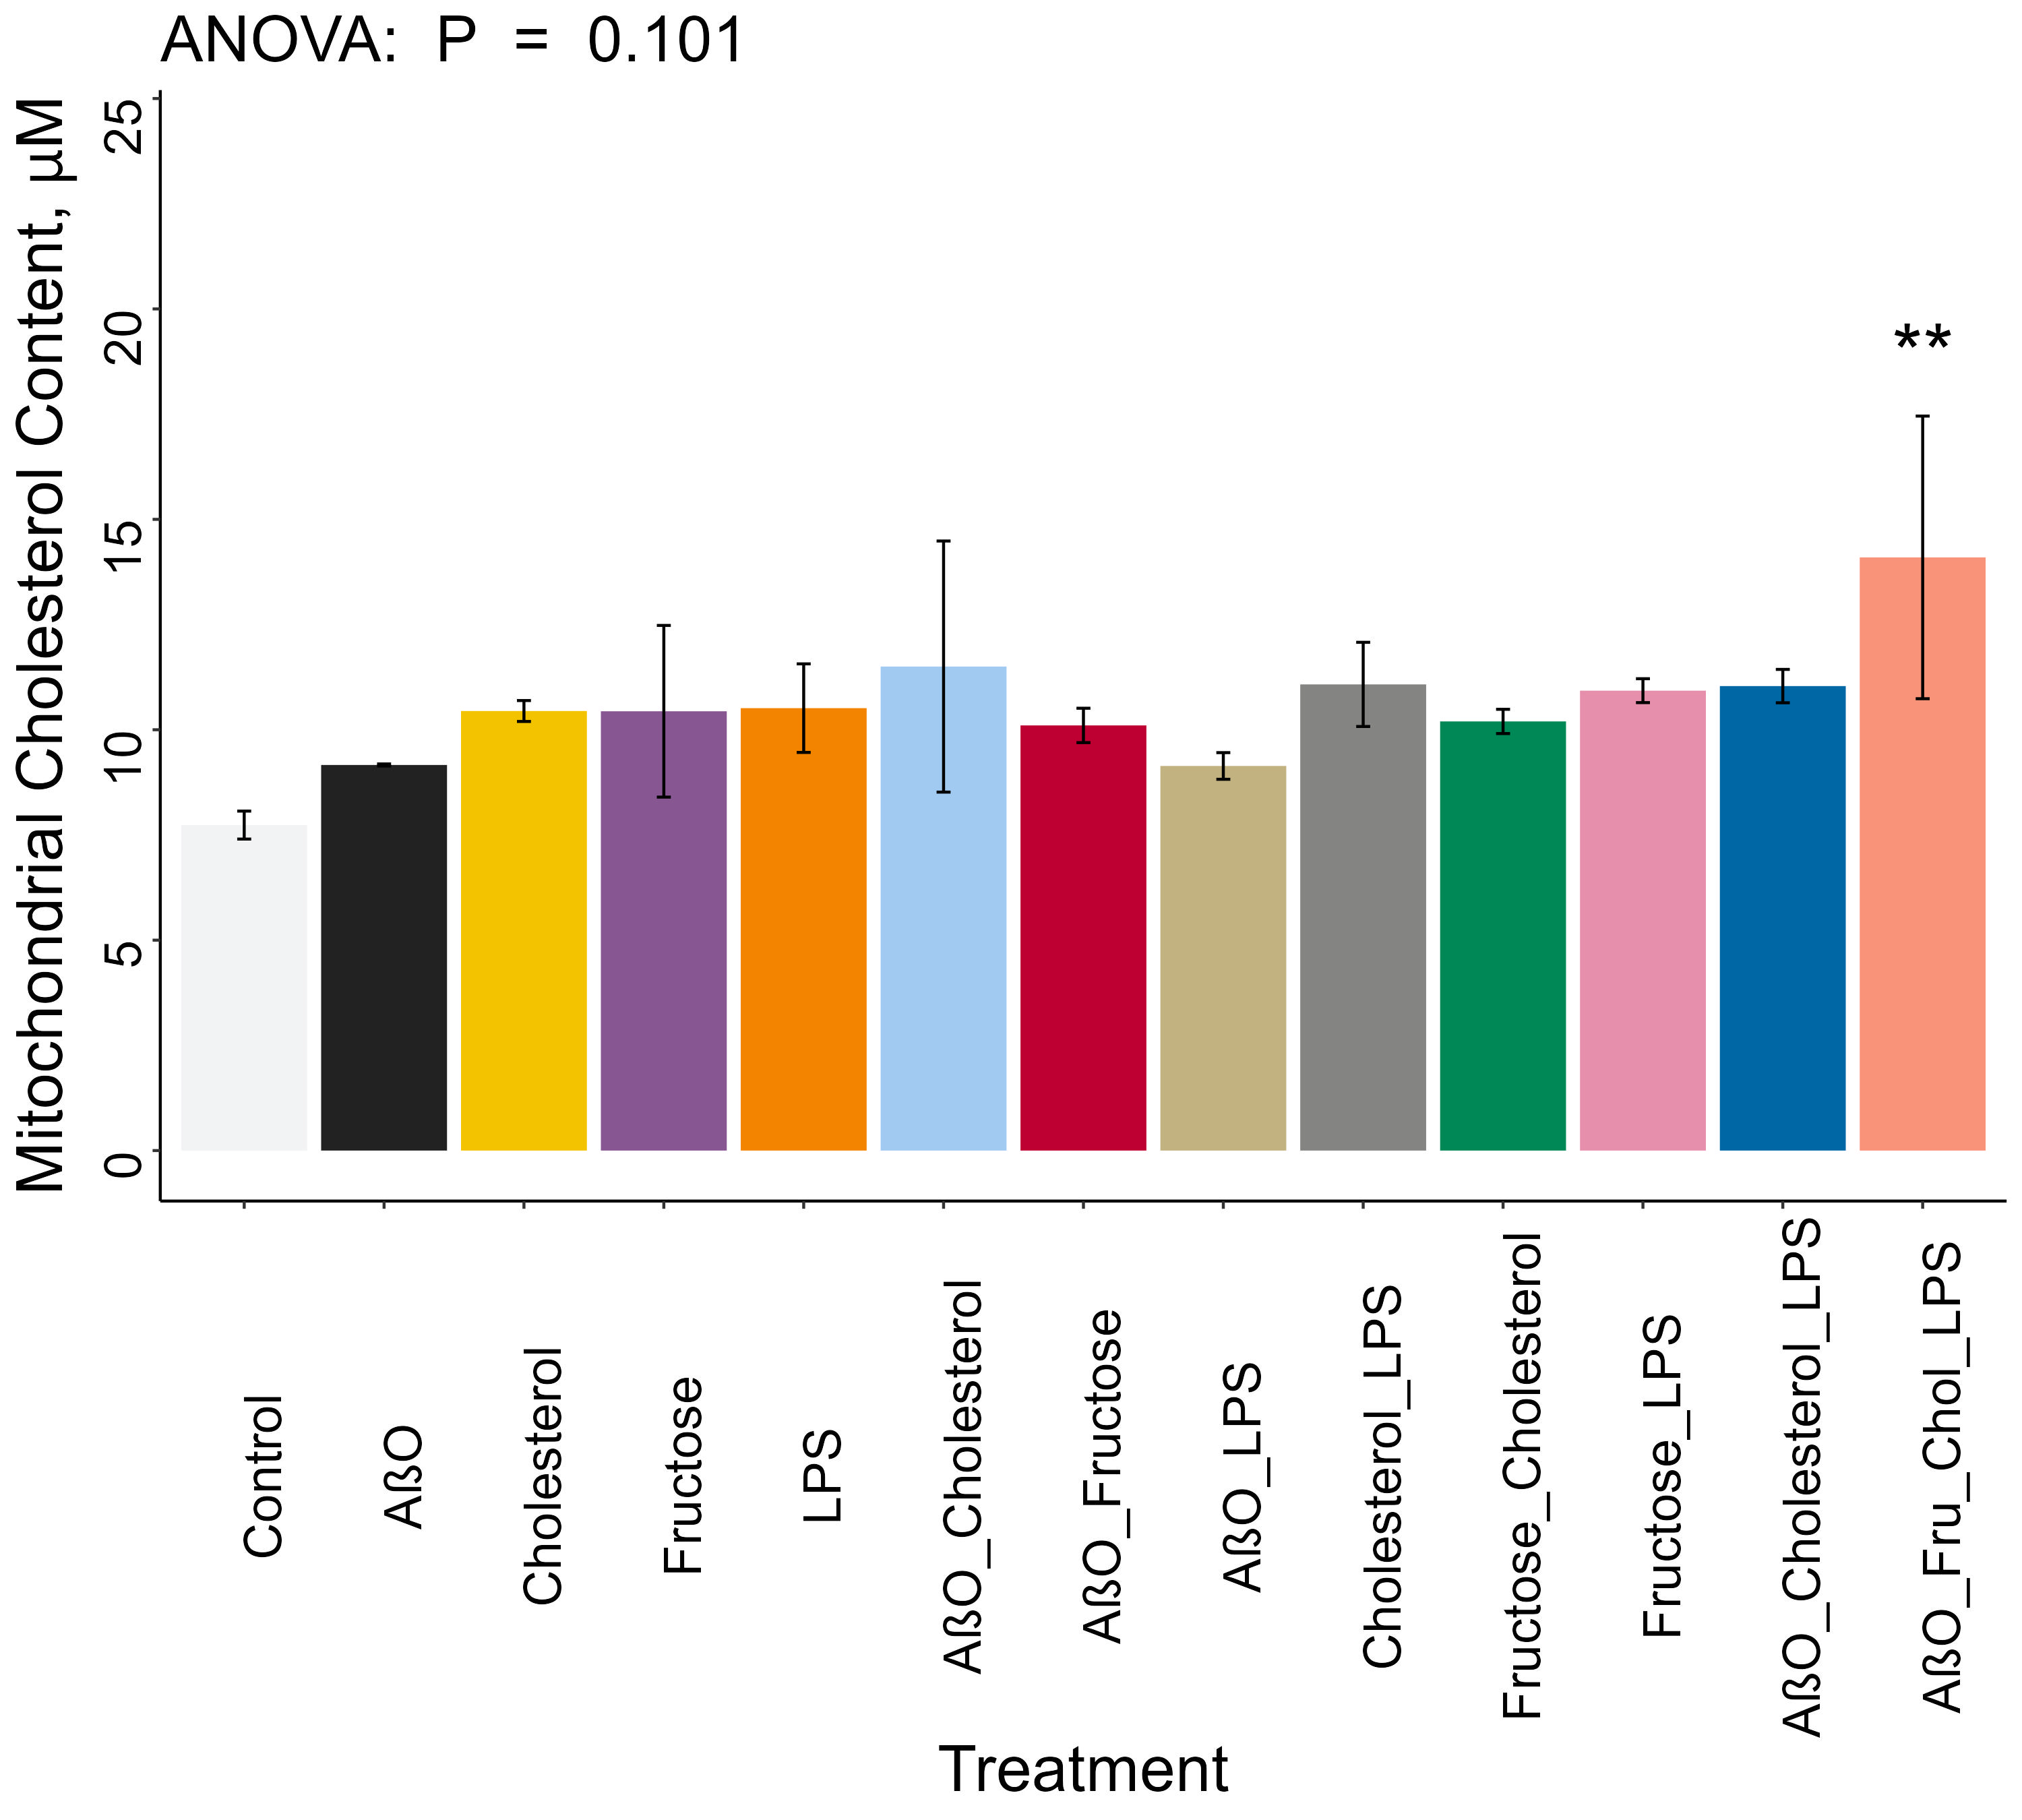 ANOVA: P = 0.101
Mitochondrial Cholesterol Content, µM
25
20
15
10
5
0
**
Control
AßO
Cholesterol
Fructose
LPS
AßO_Cholesterol
AßO_Fructose
AßO_LPS
Cholesterol_LPS
Fructose_Cholesterol
Fructose_LPS
AßO_Cholesterol_LPS
AßO_Fru_Chol_LPS
Treatment